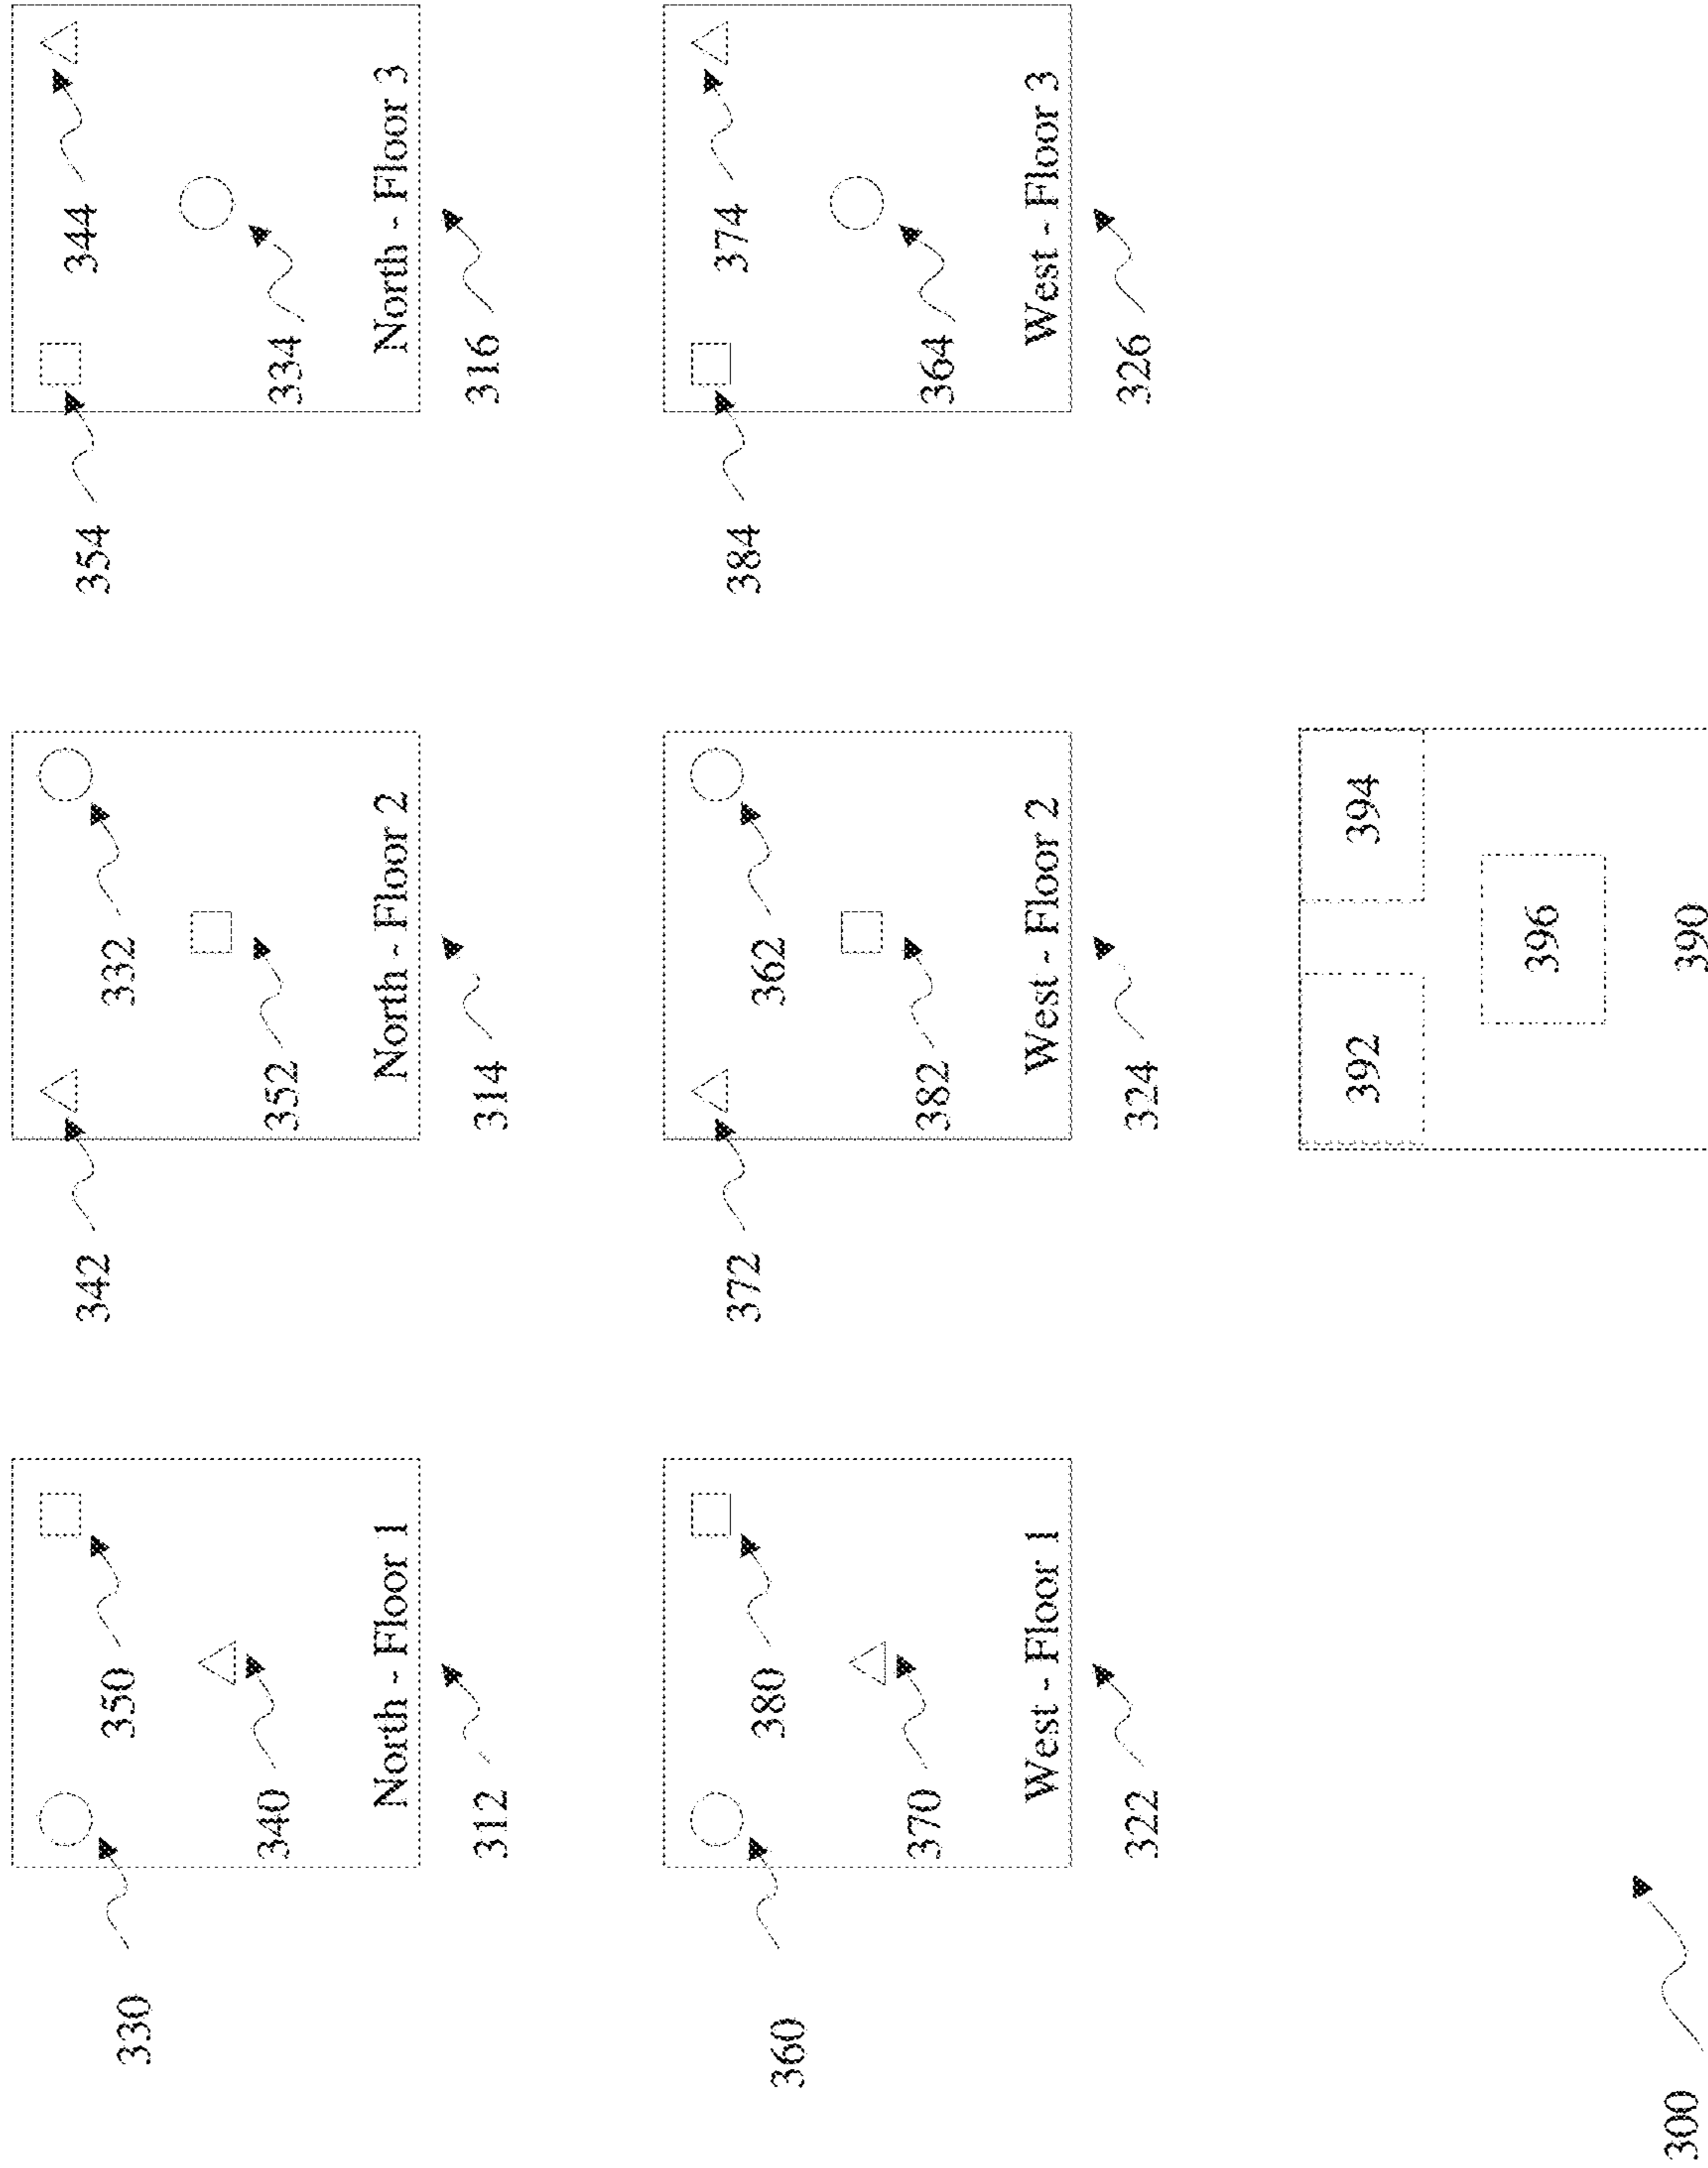 342 354 344
330 350 332
340 352 334
North - Floor 1 North - Floor 2 North - Floor 3
312 314 316
372 384 374
360 380 362
370 382 364
West - Floor 1 West - Floor 2 West - Floor 3
322 324 326
392 394
396
300 390